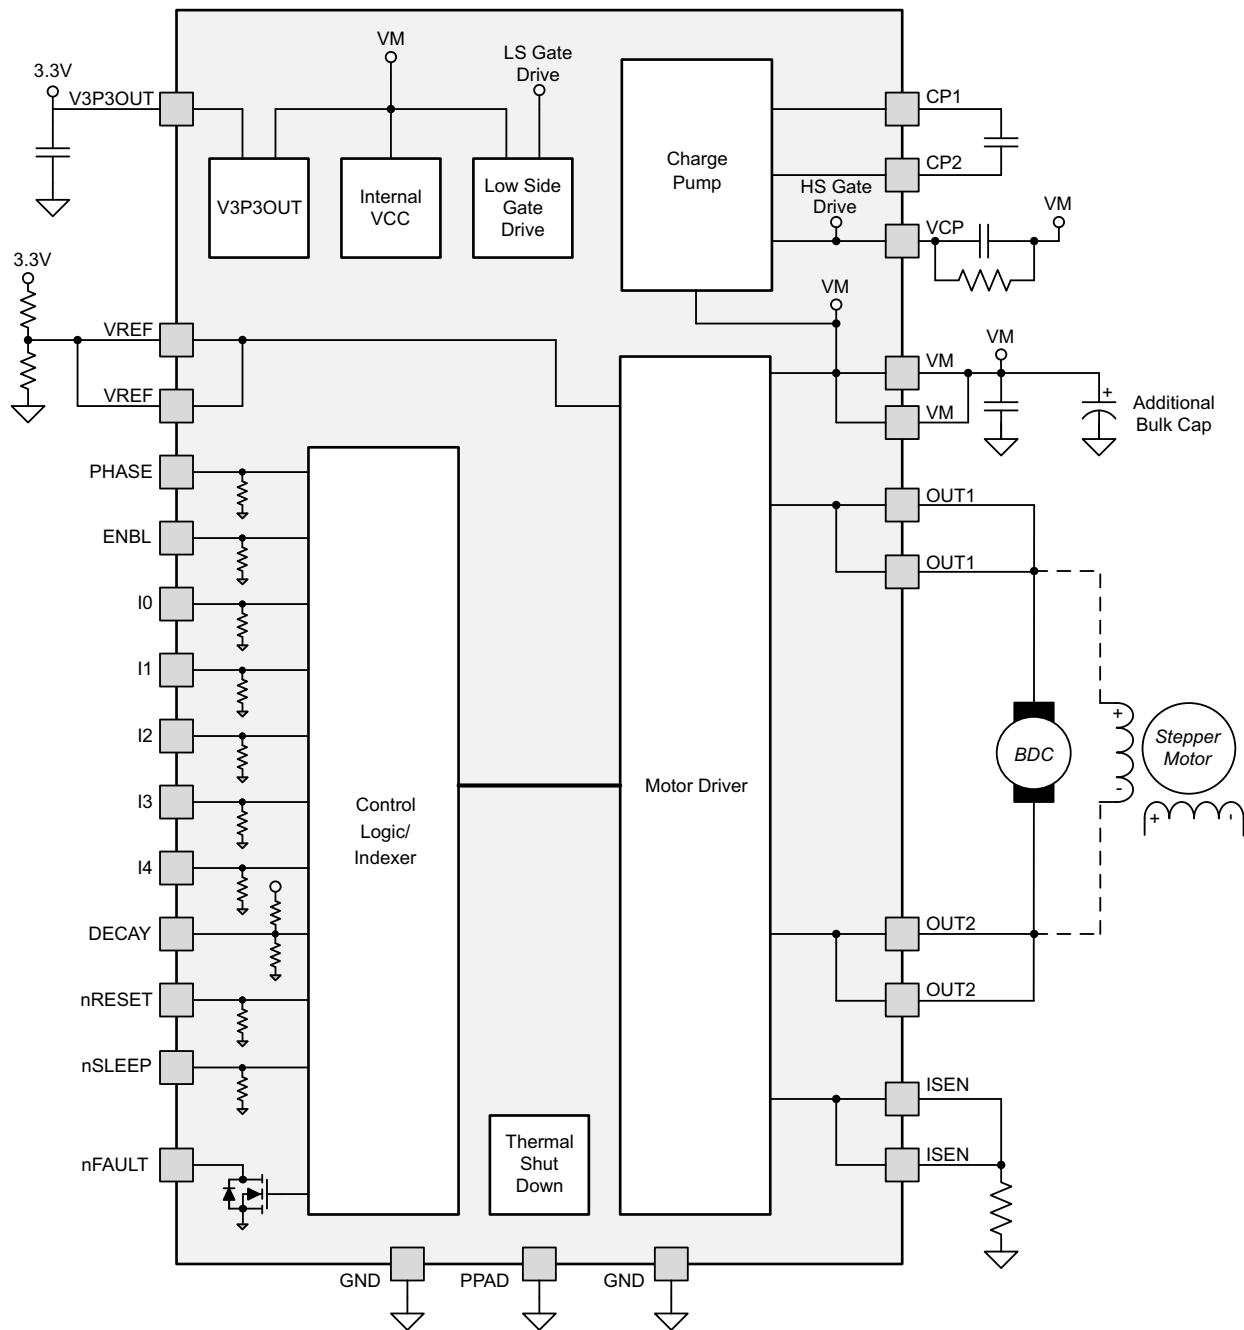 VM
LS Gate
Drive
3.3V
V3P3OUT
V3P3OUT
Internal
VCC
Low Side
Gate
Drive
Charge
Pump
CP1
CP2
HS Gate
Drive
VCP
VM
3.3V
VREF
VREF
VM
VM
VM
VM
+
Additional
Bulk Cap
PHASE
ENBL
I0
I1
I2
I3
I4
DECAY
nRESET
nSLEEP
nFAULT
Control
Logic/
Indexer
Motor Driver
Thermal
Shut
Down
OUT1
OUT1
BDC
+
-
Stepper
Motor
+ -
OUT2
OUT2
ISEN
ISEN
GND
PPAD
GND